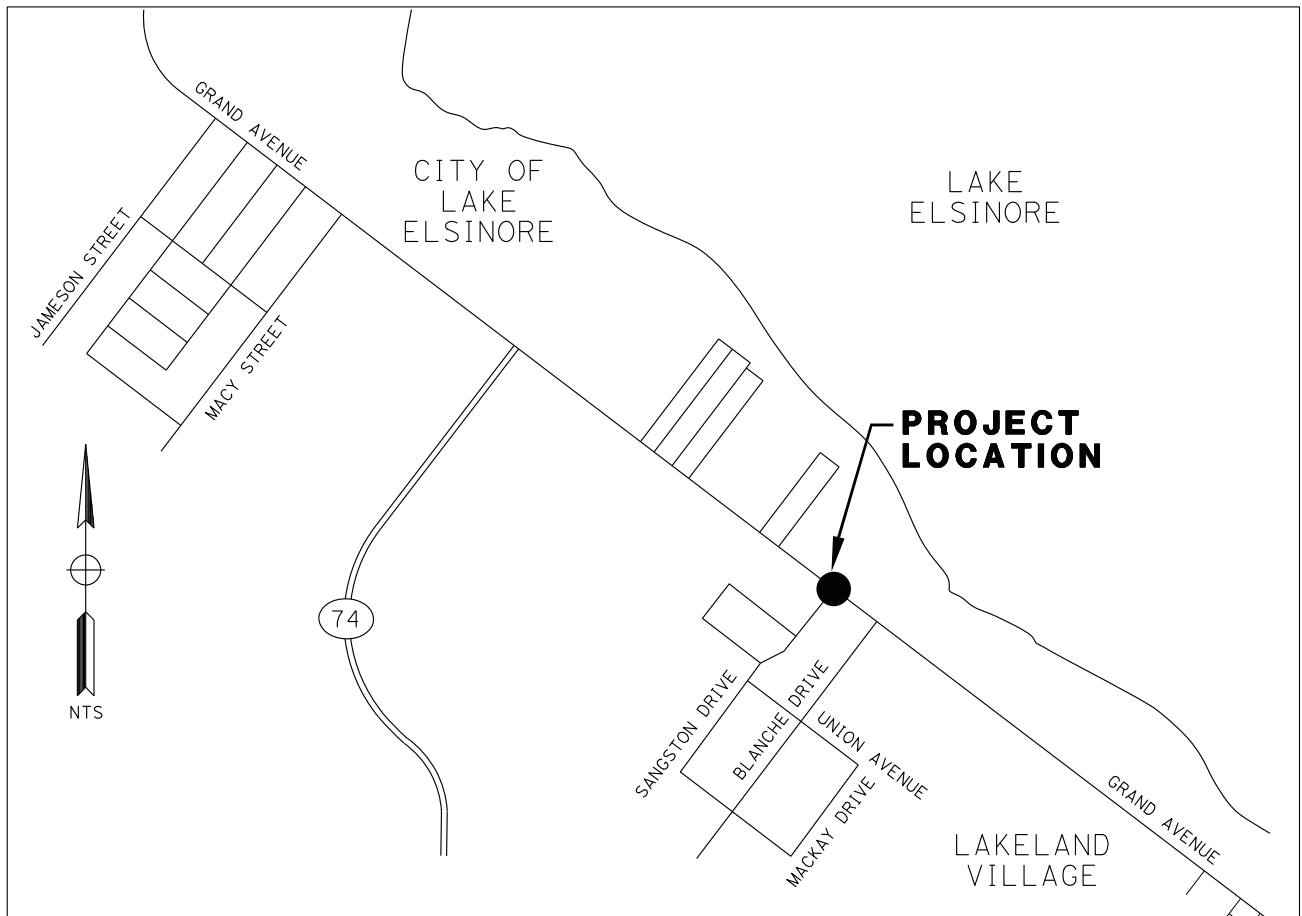 GRAND AVENUE
CITY OF
LAKE
ELSINORE
LAKE
ELSINORE
JAMESON STREET
MACY STREET
PROJECT
LOCATION
74
NTS
SANGSTON DRIVE
BLANCHE DRIVE
UNION AVENUE
MACKAY DRIVE
GRAND AVENUE
LAKELAND
VILLAGE